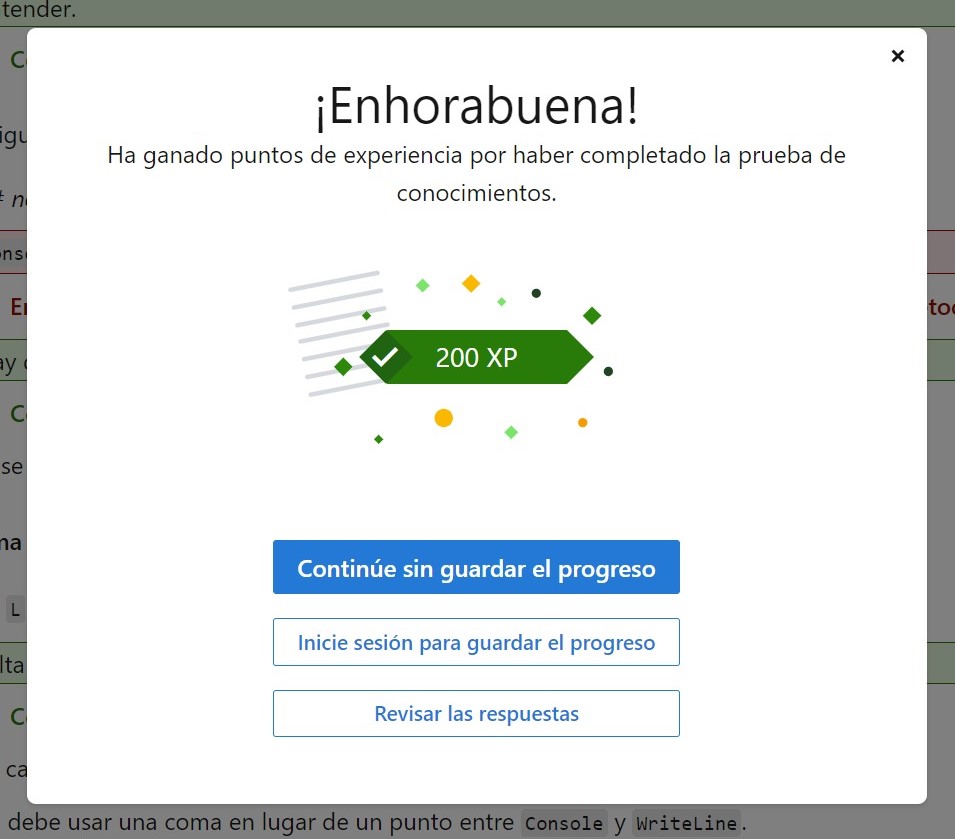 tender.
¡Enhorabuena!
Ha ganado puntos de experiencia por haber completado la prueba de
conocimientos.
200 XP
Continúe sin guardar el progreso
Inicie sesión para guardar el progreso
Revisar las respuestas
se
L
debe usar una coma en lugar de un punto entre Console y WriteLine.